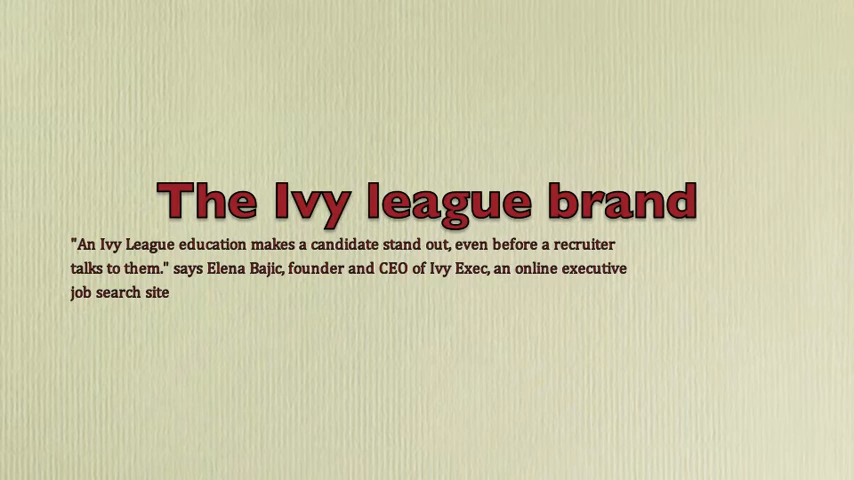 The Ivy league brand
"An Ivy League education makes a candidate stand out, even before a recruiter
talks to them." says Elena Bajic, founder and CEO of Ivy Exec, an online executive
job search site